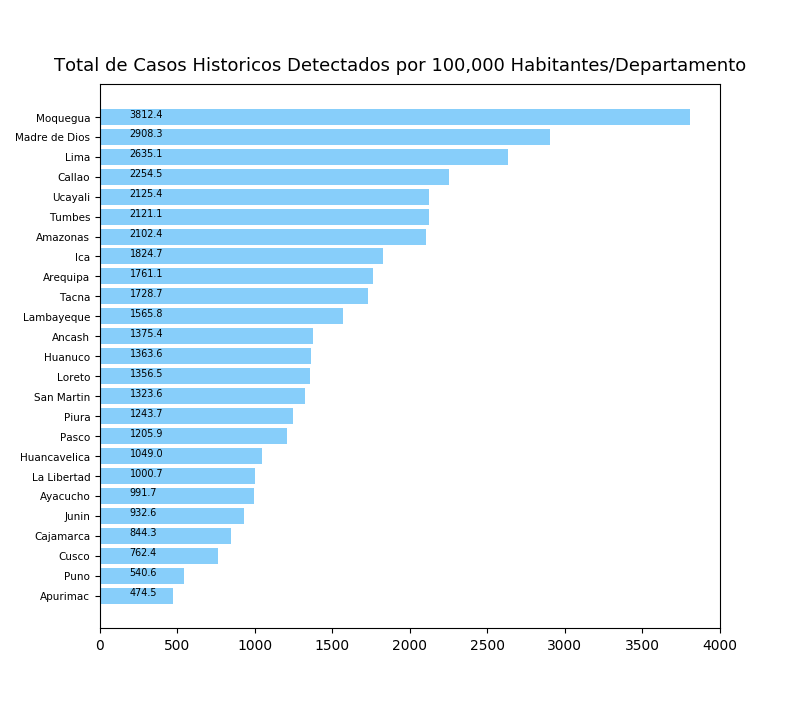 Total de Casos Historicos Detectados por 100,000 Habitantes/Departamento
Moquegua 3812.4
Madre de Dios 2908.3
Lima 2635.1
Callao 2254.5
Ucayali 2125.4
Tumbes 2121.1
Amazonas 2102.4
Ica 1824.7
Arequipa 1761.1
Tacna 1728.7
Lambayeque 1565.8
Ancash 1375.4
Huanuco 1363.6
Loreto 1356.5
San Martin 1323.6
Piura 1243.7
Pasco 1205.9
Huancavelica 1049.0
La Libertad 1000.7
Ayacucho 991.7
Junin 932.6
Cajamarca 844.3
Cusco 762.4
Puno 540.6
Apurimac 474.5
0 500 1000 1500 2000 2500 3000 3500 4000